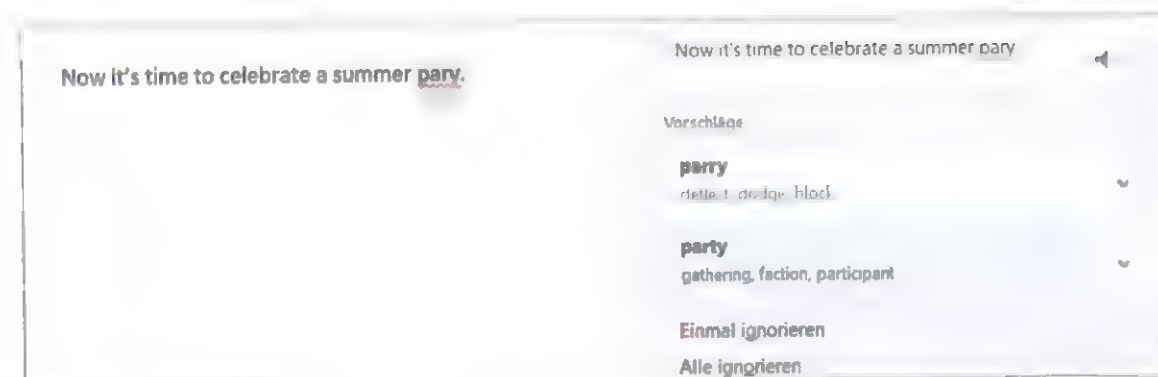 Now it's time to celebrate a summer pary.
Now it's time to celebrate a summer pary
Vorschläge
parry
deflect, dodge, block
party
gathering, faction, participant
Einmal ignorieren
Alle ignorieren